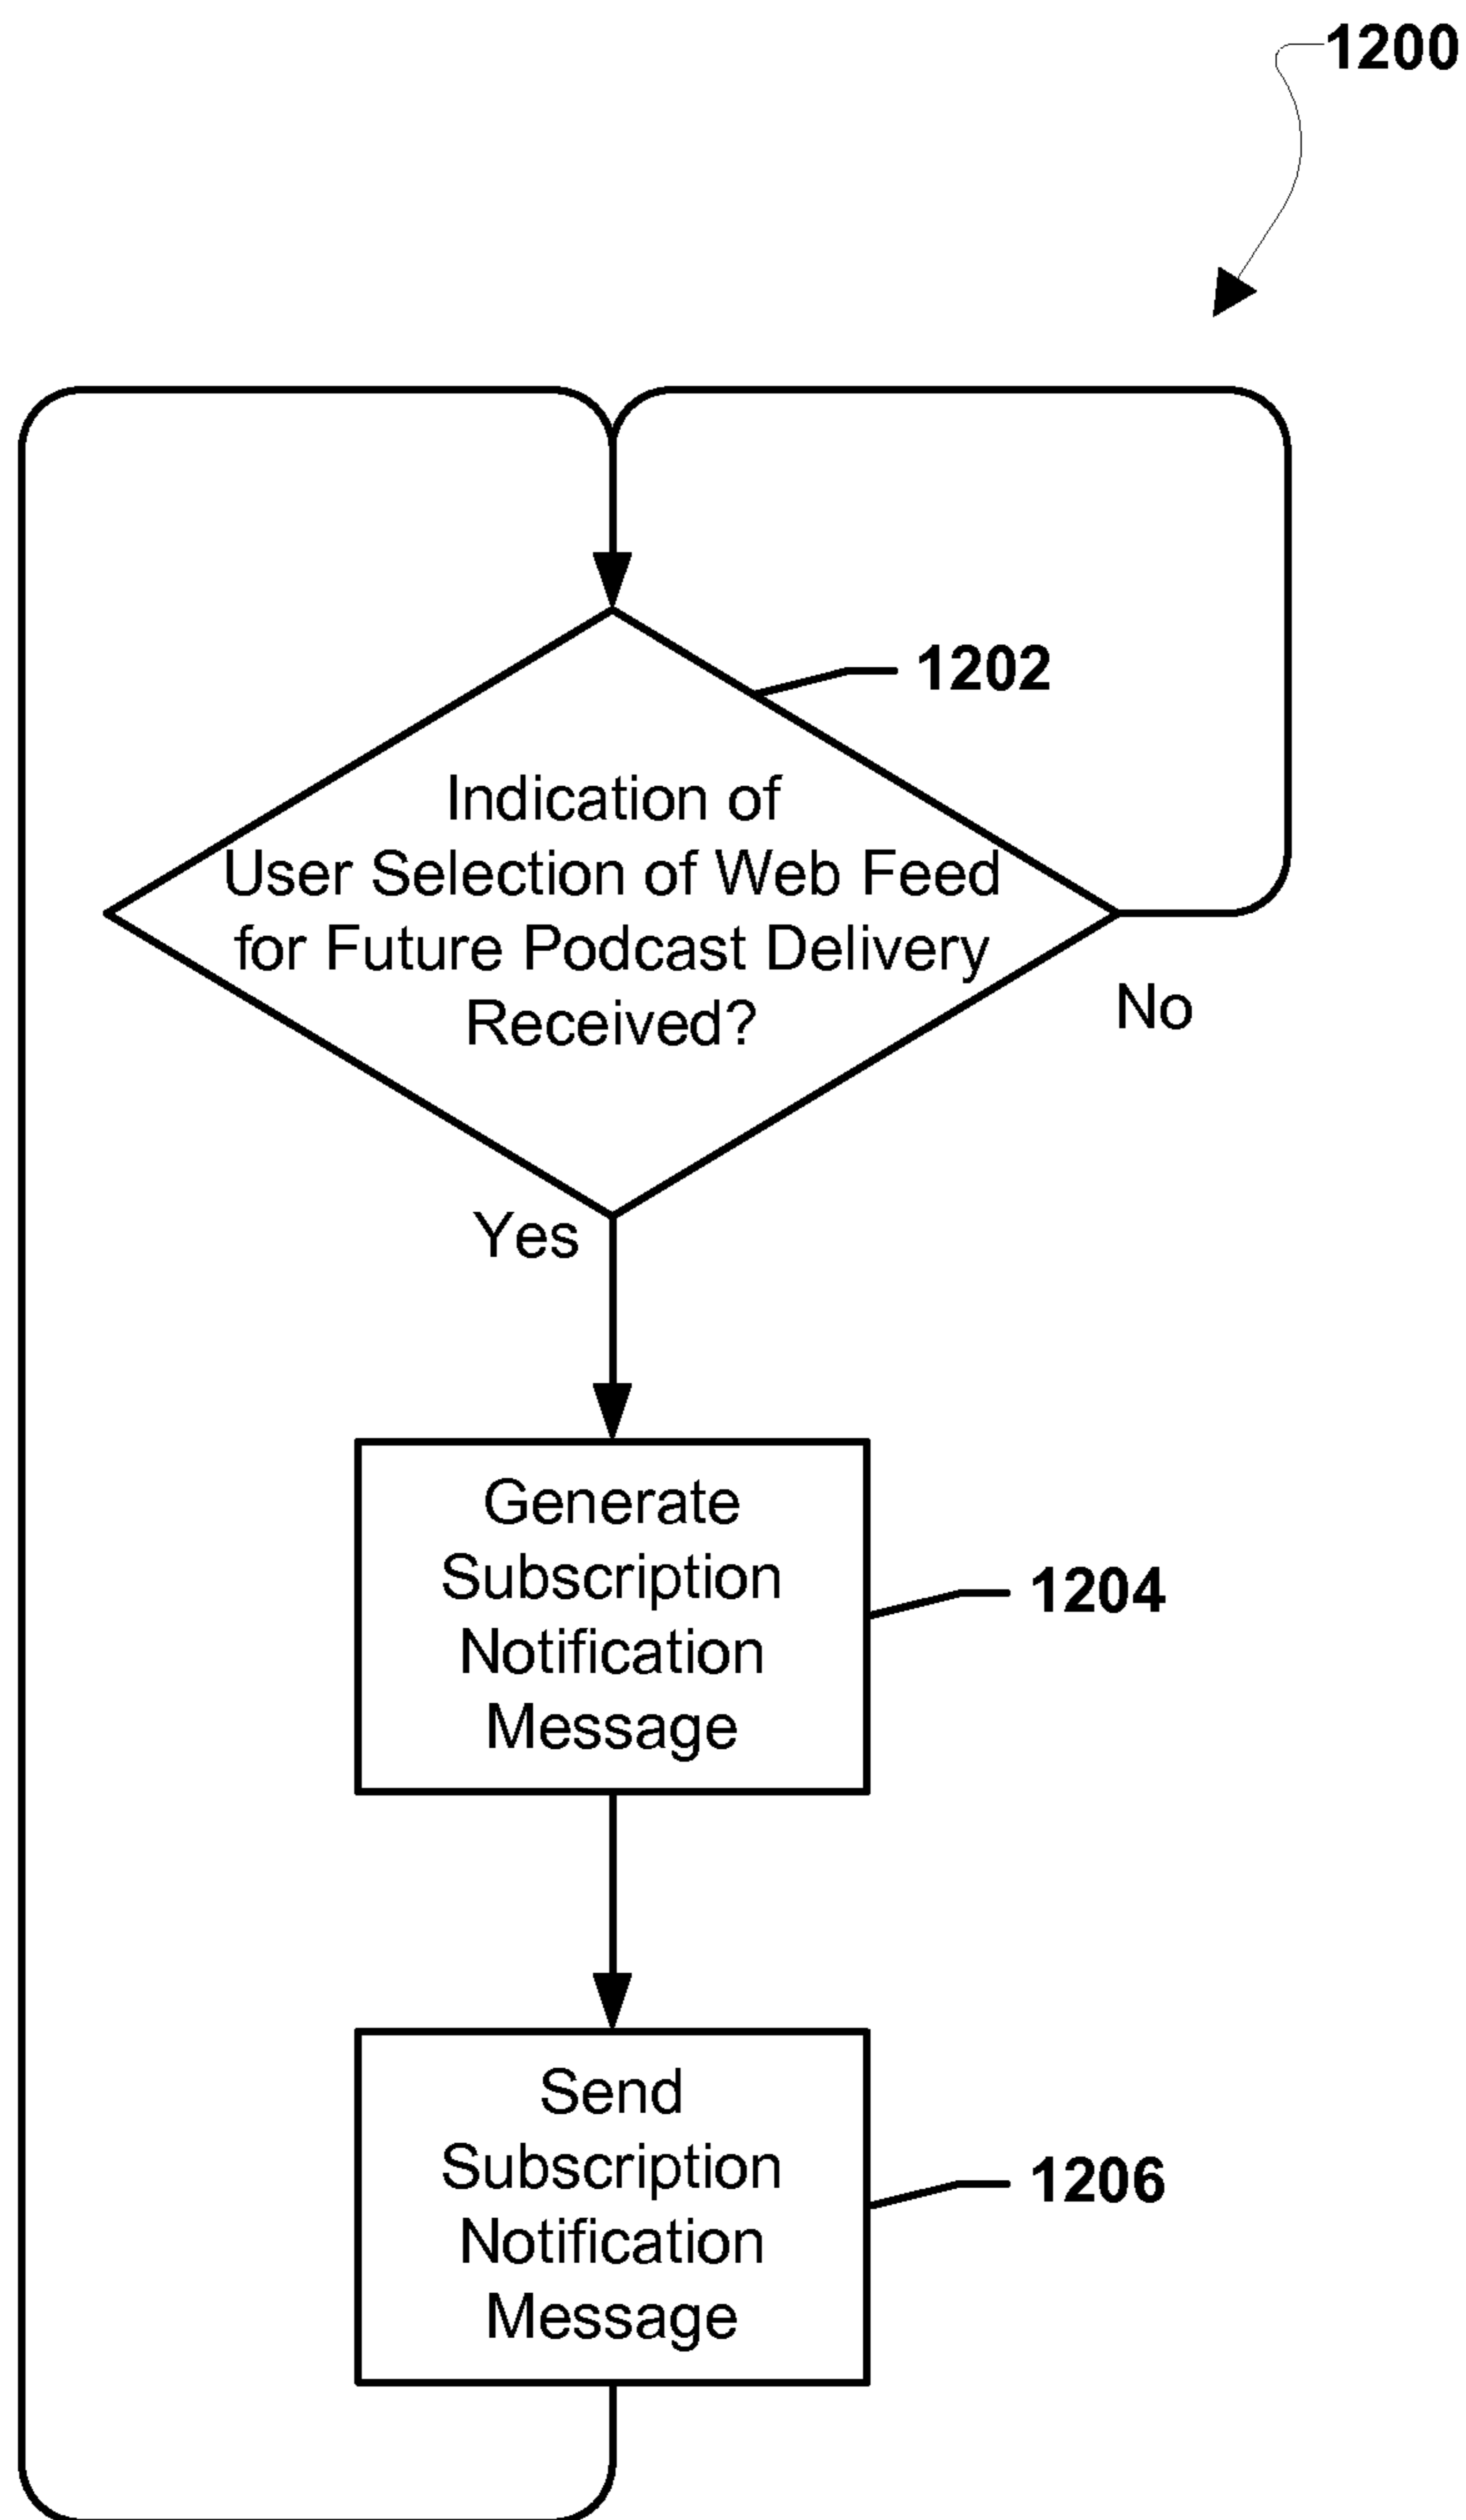 1200
1202
Indication of
User Selection of Web Feed
for Future Podcast Delivery
Received?
No
Yes
Generate
Subscription
Notification
Message
1204
Send
Subscription
Notification
Message
1206